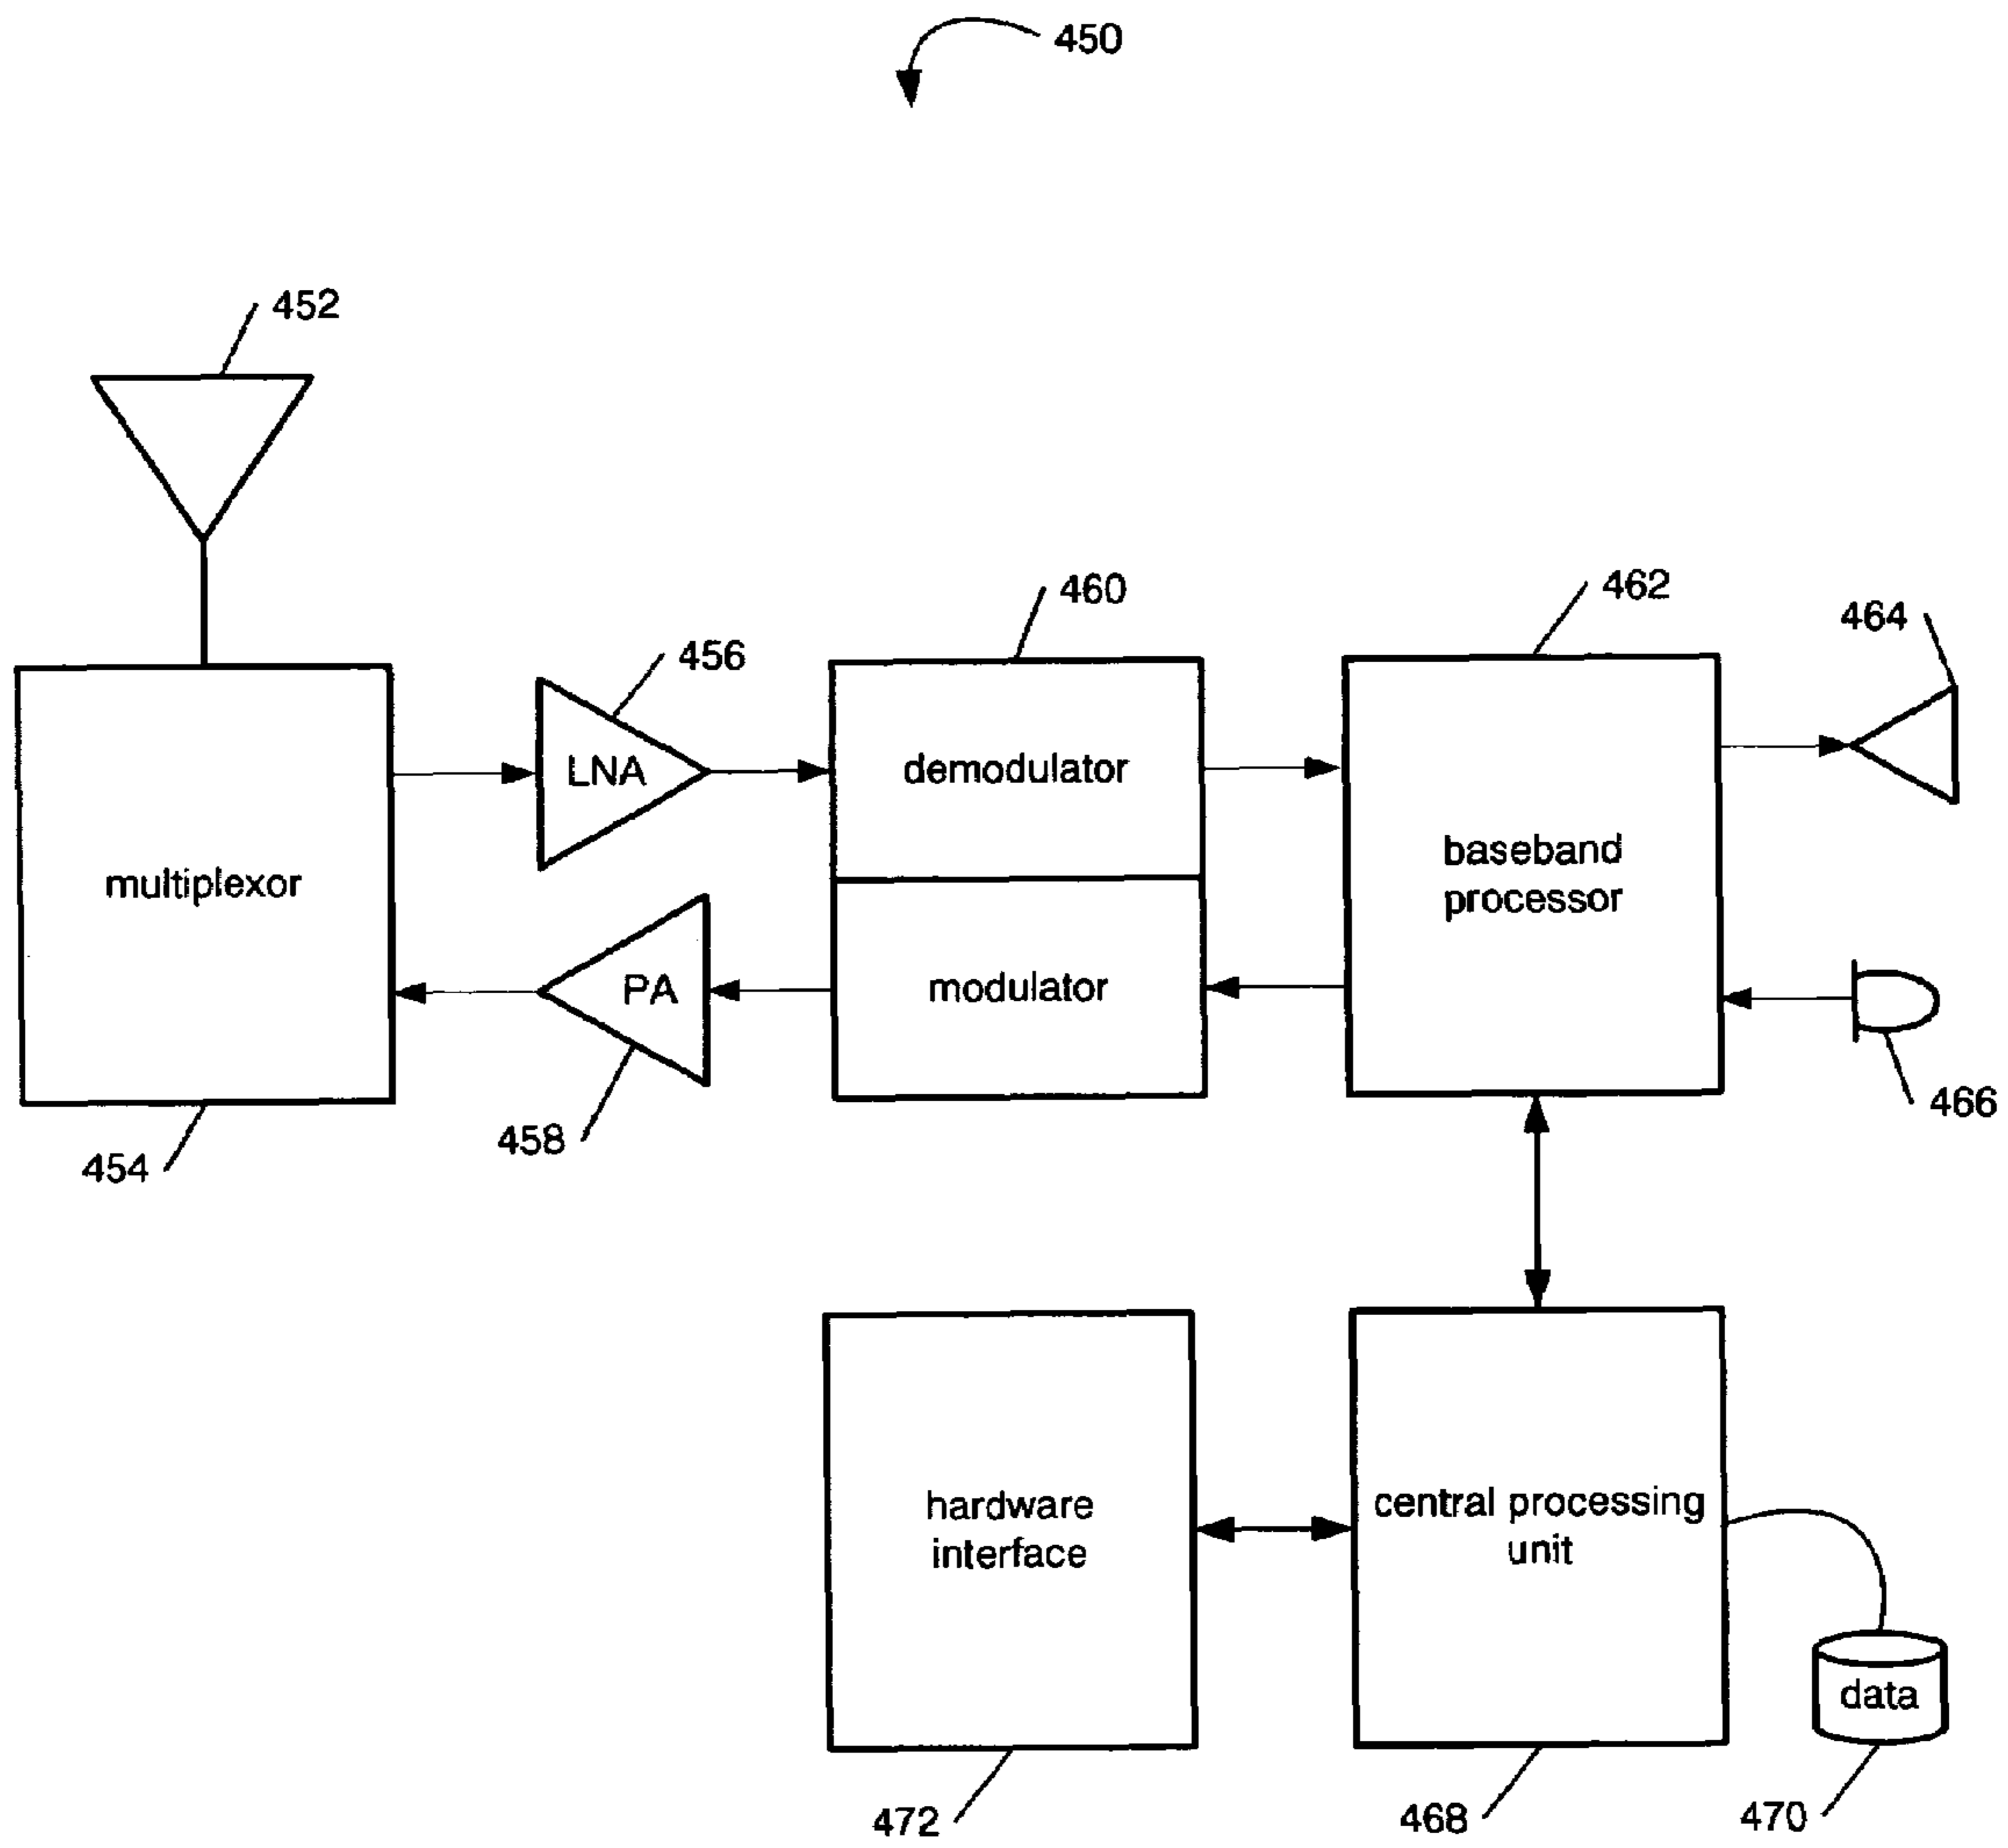 450
452
460
462
464
456
LNA
demodulator
baseband
processor
multiplexor
PA
modulator
466
458
454
hardware
interface
central processing
unit
data
472
468
470